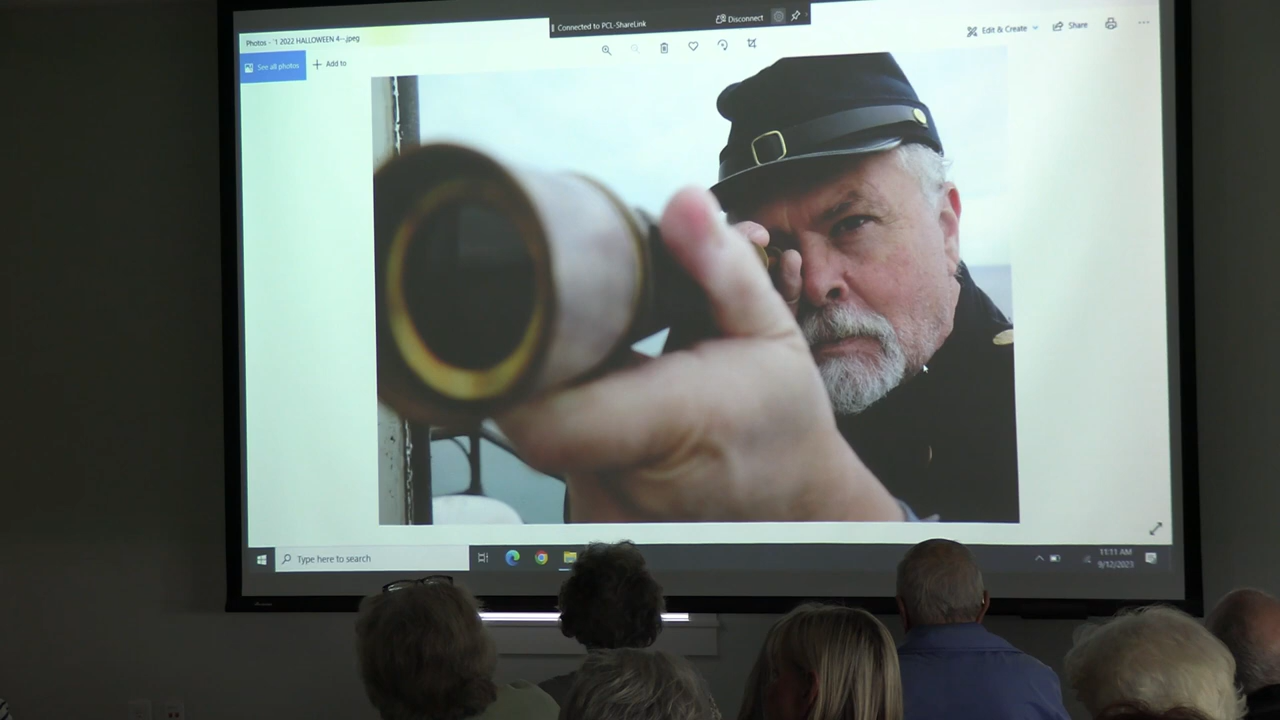 Connected to PCL-ShareLink
Disconnect
Photos - '1 2022 HALLOWEEN 4--.jpeg
Edit & Create
Share
See all photos
Add to
Type here to search
11:11 AM
9/12/2023